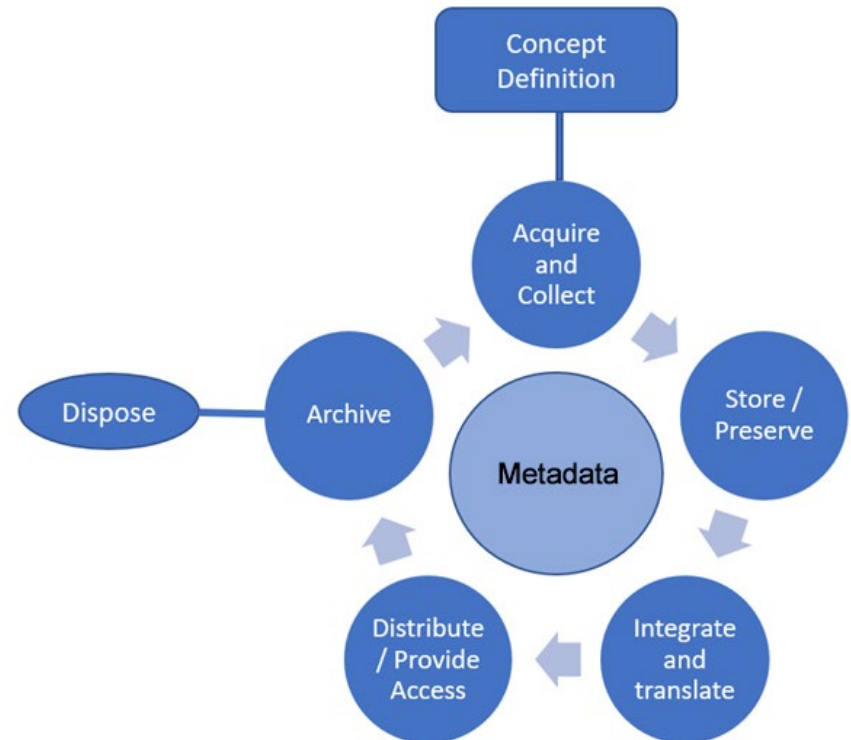 Concept
Definition
Acquire
and
Collect
Store /
Preserve
Integrate
and
translate
Distribute
/ Provide
Access
Archive
Dispose
Metadata